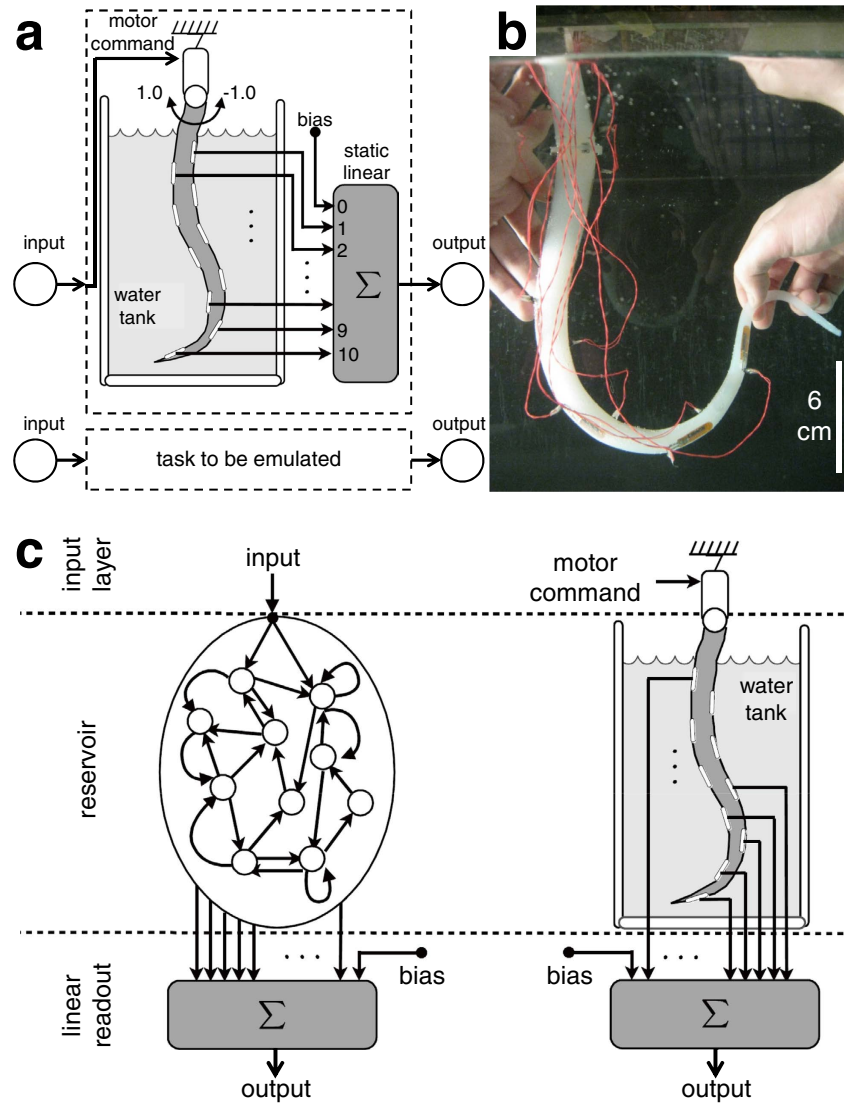 a
motor
command
1.0
-1.0
bias
static
linear
0
1
2
Σ
9
10
input
output
water
tank
input
task to be emulated
output
b
6
cm
c
input
layer
input
motor
command
reservoir
water
tank
linear
readout
bias
bias
Σ
Σ
output
output